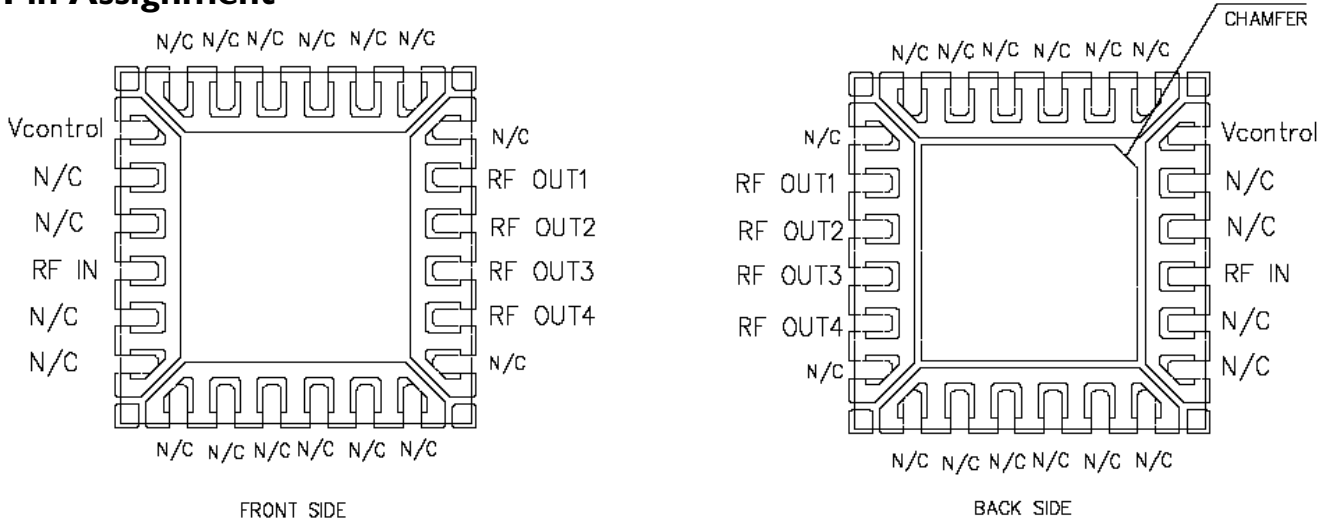 Pin Assignment
CHAMFER
N/C N/C N/C N/C N/C N/C
Vcontrol
N/C
N/C
RF IN
N/C
N/C
N/C
RF OUT1
RF OUT2
RF OUT3
RF OUT4
N/C
N/C N/C N/C N/C N/C N/C
FRONT SIDE
N/C N/C N/C N/C N/C N/C
N/C
RF OUT1
RF OUT2
RF OUT3
RF OUT4
N/C
Vcontrol
N/C
N/C
RF IN
N/C
N/C
N/C N/C N/C N/C N/C N/C
BACK SIDE